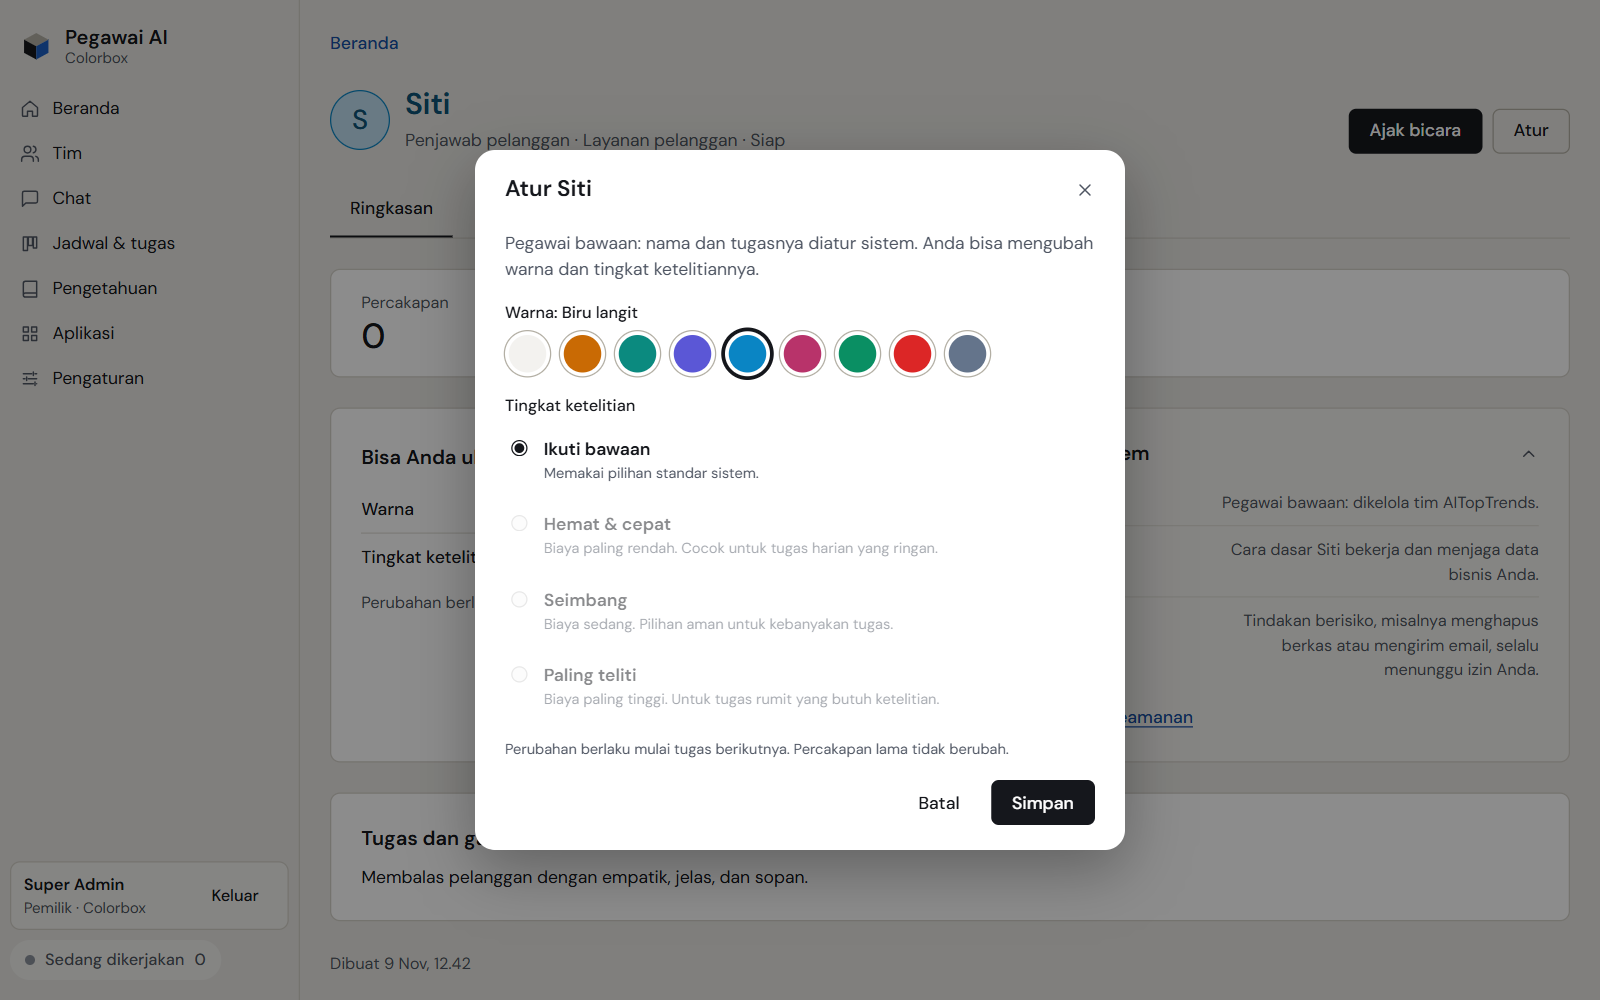 Pegawai AI
Colorbox
Beranda
Tim
Chat
Jadwal & tugas
Pengetahuan
Aplikasi
Pengaturan
Super Admin
Pemilik · Colorbox
Keluar
Sedang dikerjakan 0
Beranda
S
Siti
Penjawab pelanggan · Layanan pelanggan · Siap
Ajak bicara
Atur
Ringkasan
Percakapan
0
Bisa Anda
Warna
Tingkat
Perubahan
Pegawai bawaan: dikelola tim AITopTrends.
Cara dasar Siti bekerja dan menjaga data
bisnis Anda.
Tindakan berisiko, misalnya menghapus
berkas atau mengirim email, selalu
menunggu izin Anda.
Tugas dan
Membalas pelanggan dengan empatik, jelas, dan sopan.
Dibuat 9 Nov, 12.42
Atur Siti
Pegawai bawaan: nama dan tugasnya diatur sistem. Anda bisa mengubah
warna dan tingkat ketelitiannya.
Warna: Biru langit
Tingkat ketelitian
Ikuti bawaan
Memakai pilihan standar sistem.
Hemat & cepat
Biaya paling rendah. Cocok untuk tugas harian yang ringan.
Seimbang
Biaya sedang. Pilihan aman untuk kebanyakan tugas.
Paling teliti
Biaya paling tinggi. Untuk tugas rumit yang butuh ketelitian.
Perubahan berlaku mulai tugas berikutnya. Percakapan lama tidak berubah.
Batal
Simpan